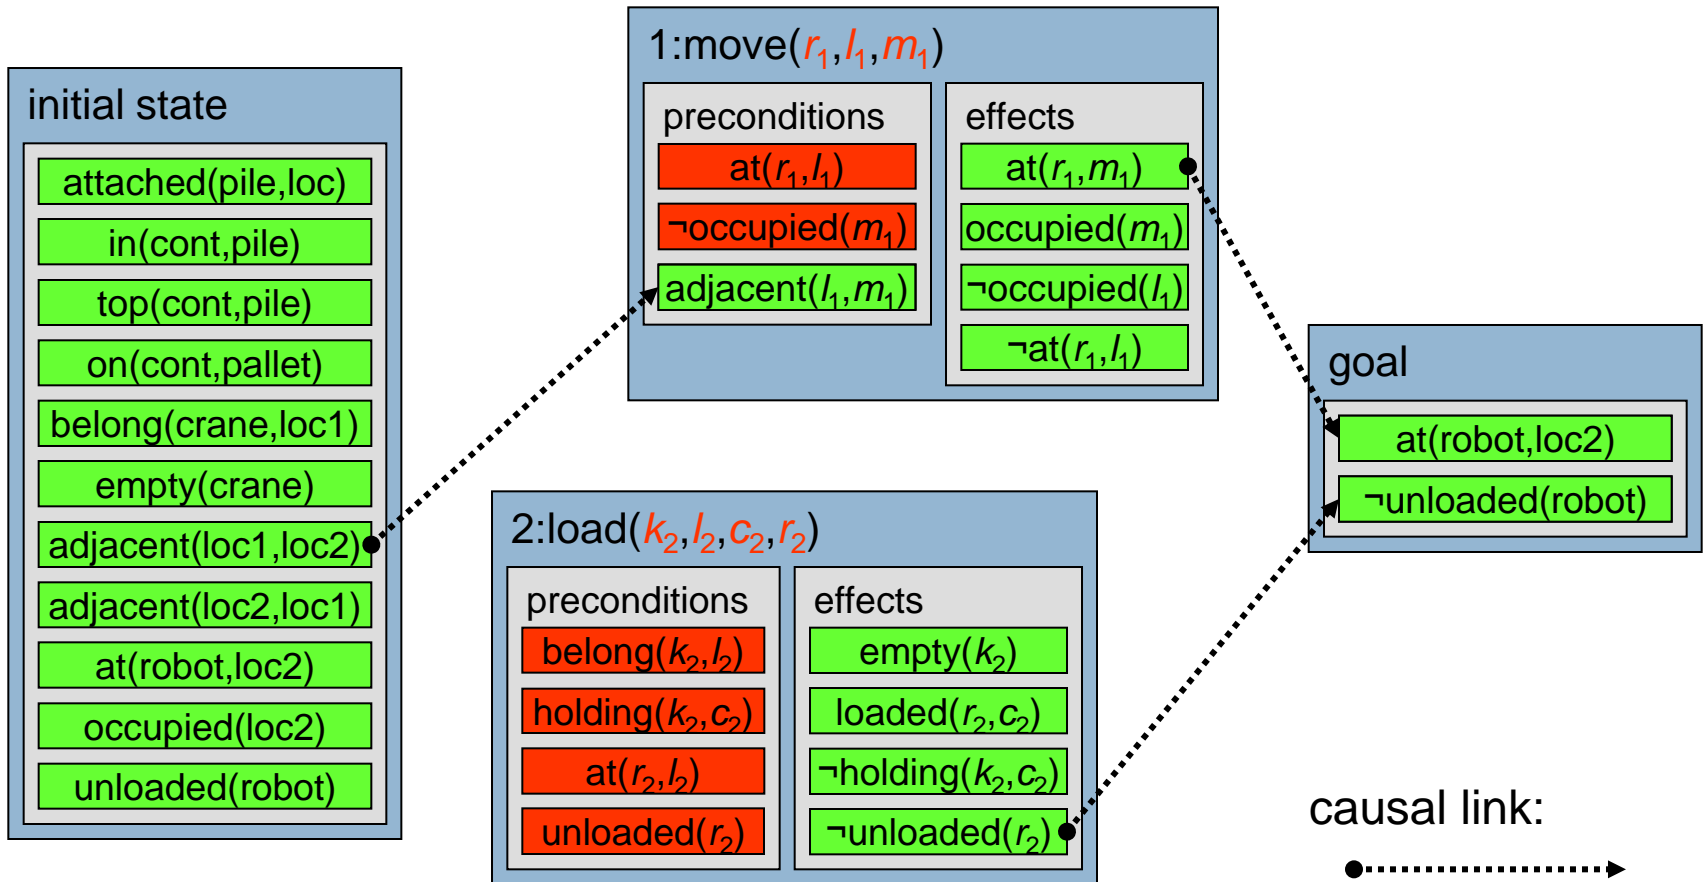 initial state
attached(pile,loc)
in(cont,pile)
top(cont,pile)
on(cont,pallet)
belong(crane,loc1)
empty(crane)
adjacent(loc1,loc2)
adjacent(loc2,loc1)
at(robot,loc2)
occupied(loc2)
unloaded(robot)
1:move(r₁,l₁,m₁)
preconditions
at(r₁,l₁)
¬occupied(m₁)
adjacent(l₁,m₁)
effects
at(r₁,m₁)
occupied(m₁)
¬occupied(l₁)
¬at(r₁,l₁)
2:load(k₂,l₂,c₂,r₂)
preconditions
belong(k₂,l₂)
holding(k₂,c₂)
at(r₂,l₂)
unloaded(r₂)
effects
empty(k₂)
loaded(r₂,c₂)
¬holding(k₂,c₂)
¬unloaded(r₂)
goal
at(robot,loc2)
¬unloaded(robot)
causal link: